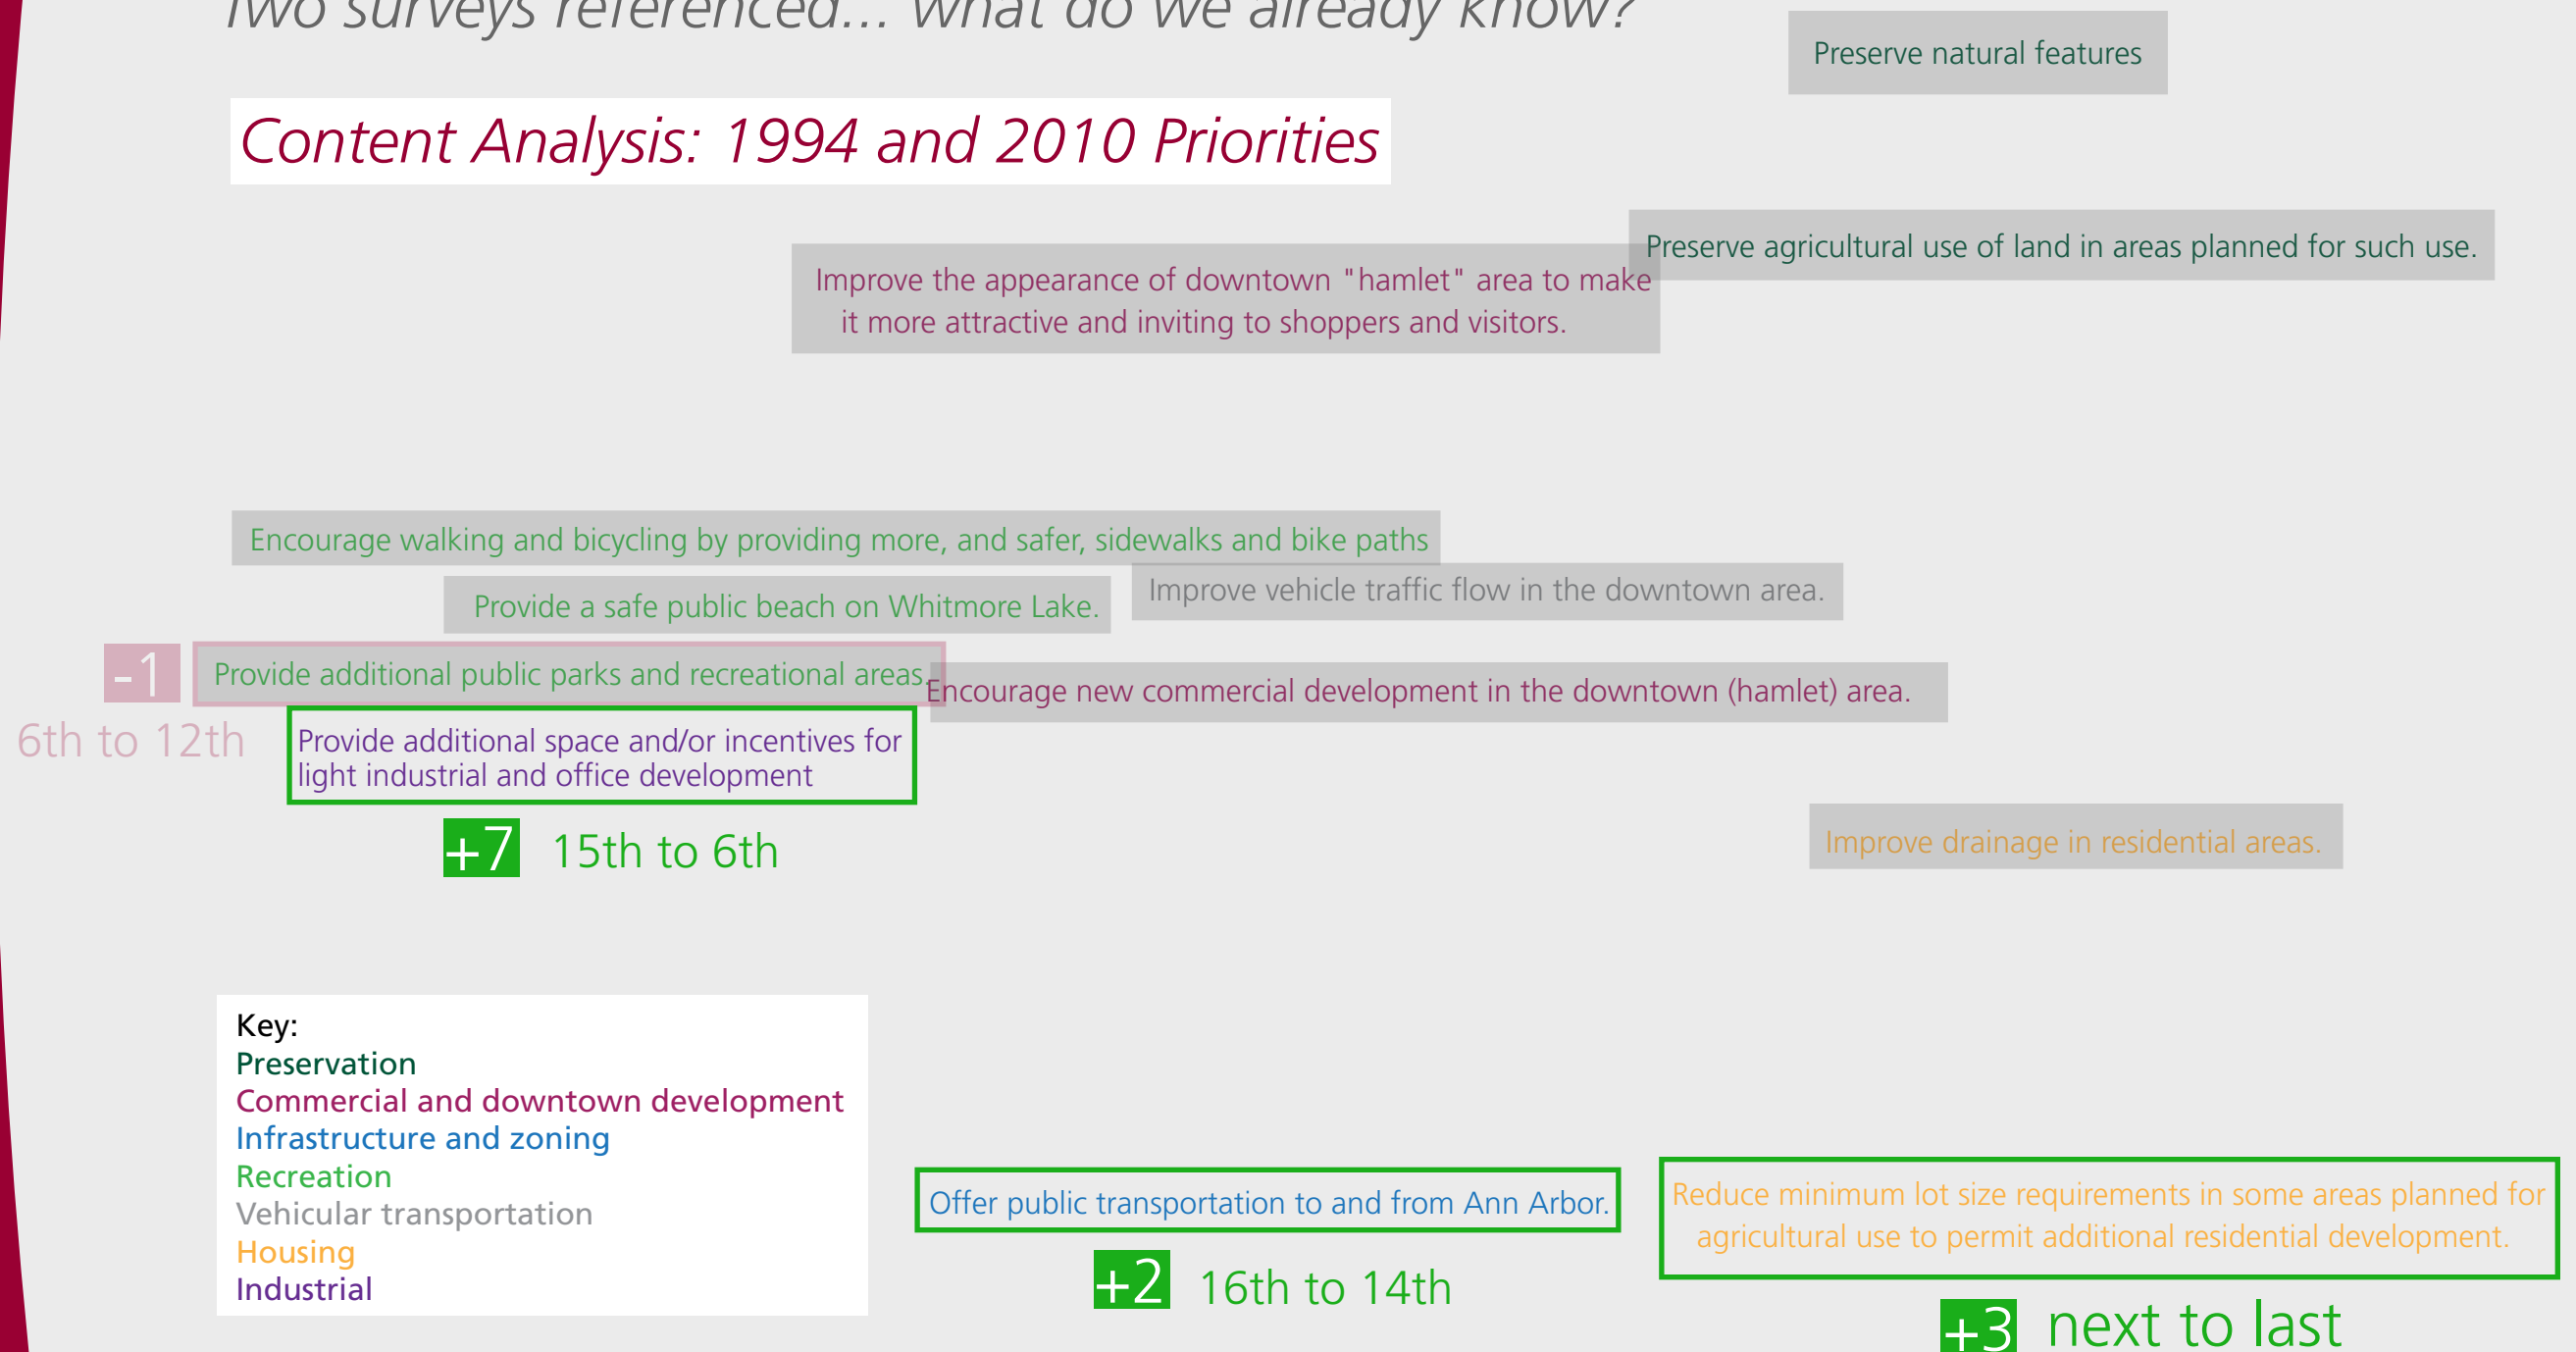 Two surveys referenced... what do we already know?
Preserve natural features
Content Analysis: 1994 and 2010 Priorities
Preserve agricultural use of land in areas planned for such use.
Improve the appearance of downtown "hamlet" area to make
it more attractive and inviting to shoppers and visitors.
Encourage walking and bicycling by providing more, and safer, sidewalks and bike paths
Improve vehicle traffic flow in the downtown area.
Provide a safe public beach on Whitmore Lake.
-1
Provide additional public parks and recreational areas.
Encourage new commercial development in the downtown (hamlet) area.
6th to 12th
Provide additional space and/or incentives for
light industrial and office development
+7 15th to 6th
Improve drainage in residential areas.
Key:
Preservation
Commercial and downtown development
Infrastructure and zoning
Recreation
Vehicular transportation
Housing
Industrial
Offer public transportation to and from Ann Arbor.
+2 16th to 14th
Reduce minimum lot size requirements in some areas planned for
agricultural use to permit additional residential development.
+3 next to last